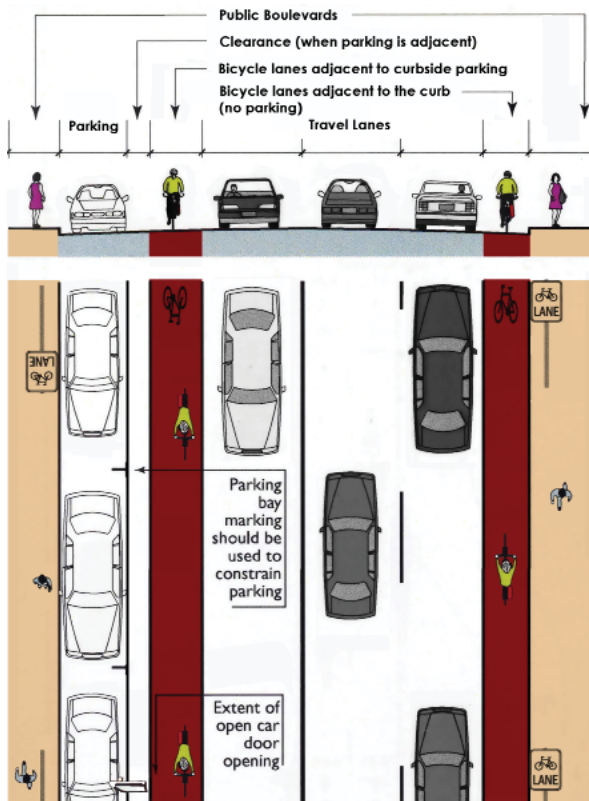 Public Boulevards
Clearance (when parking is adjacent)
Bicycle lanes adjacent to curbside parking
Bicycle lanes adjacent to the curb
(no parking)
Parking
Travel Lanes
LANE
LANE
Parking
bay
marking
should be
used to
constrain
parking
Extent of
open car
door
opening
LANE